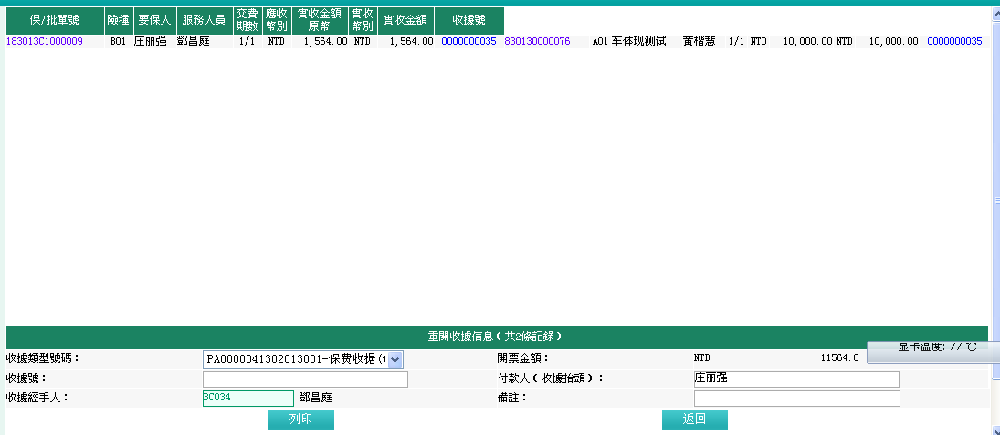 保/批單號 險種 要保人 服務人員 交費期數 應收幣別 實收金額原幣 實收幣別 實收金額 收據號
183013C1000009 B01 庄丽强 鄧昌庭 1/1 NTD 1,564.00 NTD 1,564.00 0000000035 830130000076 A01 车体现测试 黄楷慧 1/1 NTD 10,000.00 NTD 10,000.00 0000000035
重開收據信息（共2條記錄）
收據類型號碼： PA0000041302013001-保费收据( 開票金額： NTD 11564.0
显卡温度: 77 ℃
收據號： 付款人（收據抬頭）： 庄丽强
收據經手人： BC034 鄧昌庭 備註：
列印 返回